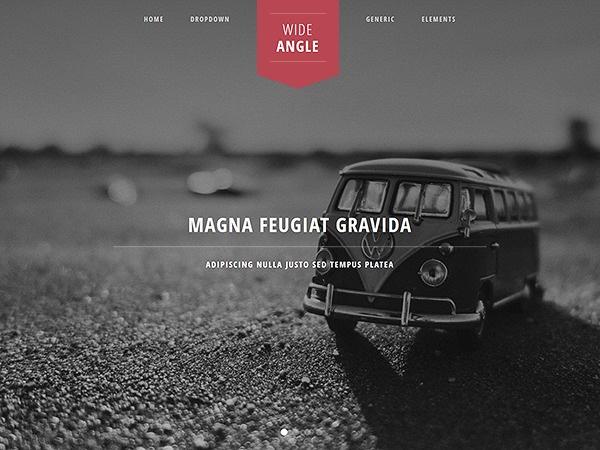 HOME DROPDOWN GENERIC ELEMENTS
WIDE
ANGLE
MAGNA FEUGIAT GRAVIDA
ADIPISCING NULLA JUSTO SED TEMPUS PLATEA